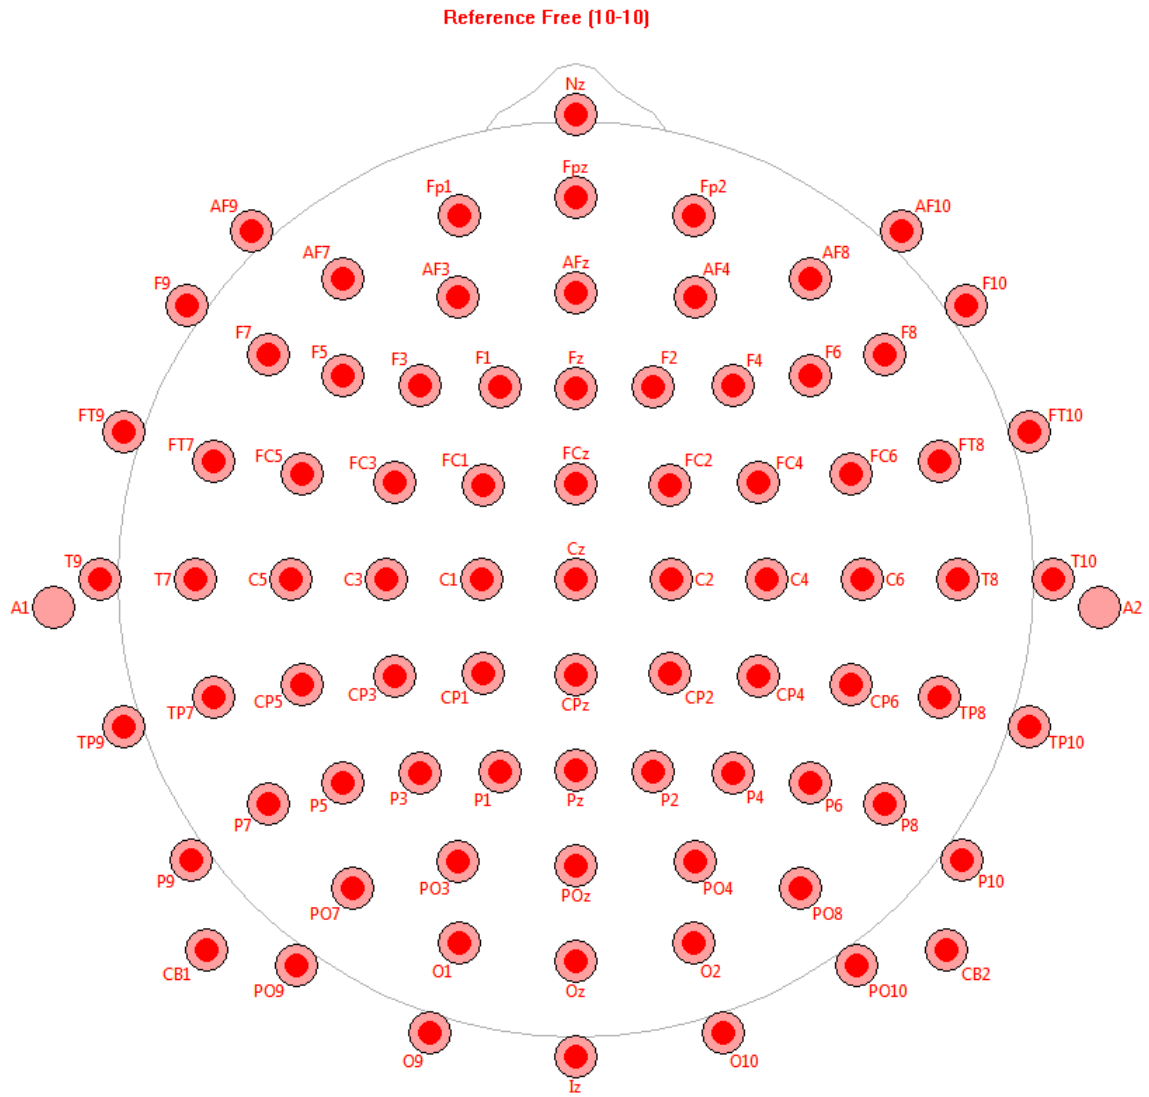 Reference Free (10-10)
Nz
Fpz
Fp1 Fp2
AF9 AF10
AF7 AF3 AFz AF4 AF8
F9 F10
F7 F5 F3 F1 Fz F2 F4 F6 F8
FT9 FT10
FT7 FC5 FC3 FC1 FCz FC2 FC4 FC6 FT8
Cz
T9 T7 C5 C3 C1 C2 C4 C6 T8 T10
A1 A2
TP7 CP5 CP3 CP1 CPz CP2 CP4 CP6 TP8
TP9 TP10
P7 P5 P3 P1 Pz P2 P4 P6 P8
P9 P10
PO7 PO3 POz PO4 PO8
CB1 CB2
PO9 O1 Oz O2 PO10
O9 O10
Iz